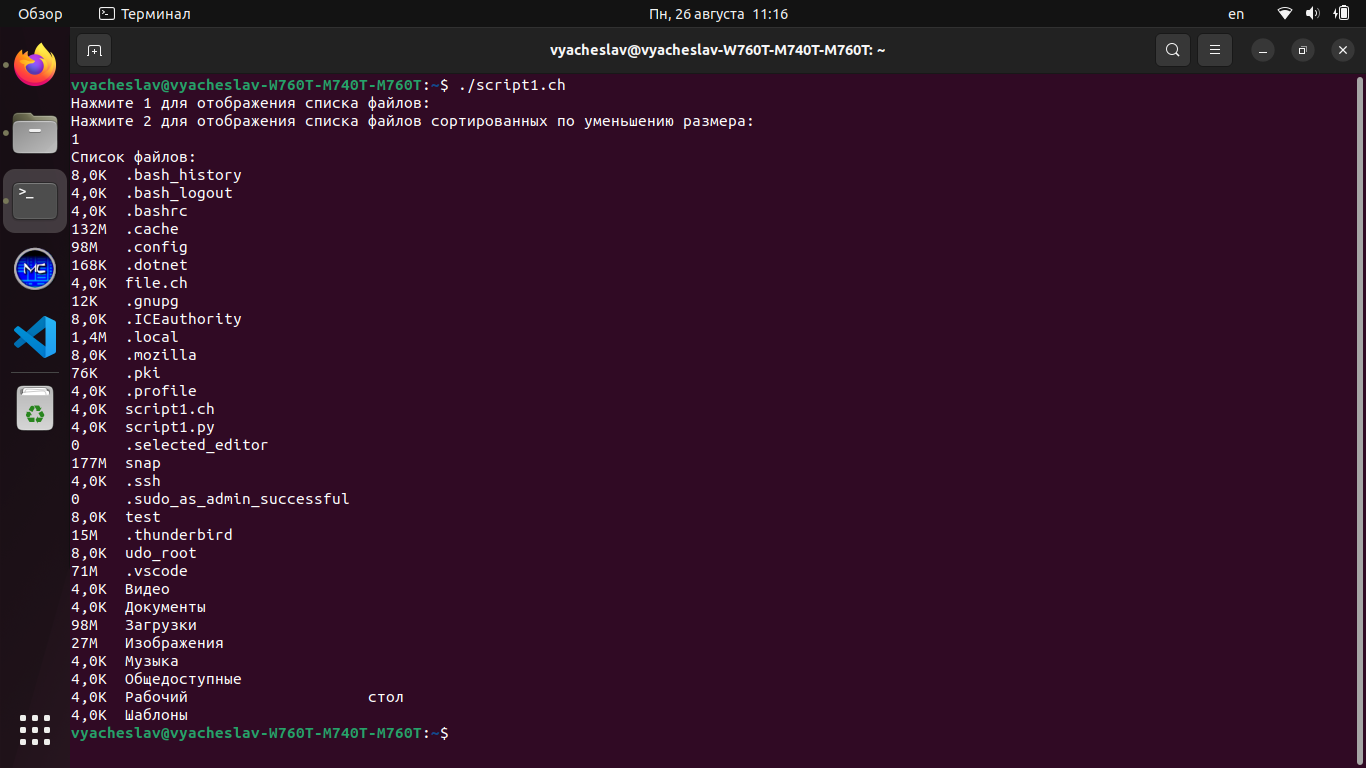 Обзор Терминал Пн, 26 августа 11:16 en
vyacheslav@vyacheslav-W760T-M740T-M760T: ~
vyacheslav@vyacheslav-W760T-M740T-M760T:~$ ./script1.ch
Нажмите 1 для отображения списка файлов:
Нажмите 2 для отображения списка файлов сортированных по уменьшению размера:
1
Список файлов:
8,0K .bash_history
4,0K .bash_logout
4,0K .bashrc
132M .cache
98M .config
168K .dotnet
4,0K file.ch
12K .gnupg
8,0K .ICEauthority
1,4M .local
8,0K .mozilla
76K .pki
4,0K .profile
4,0K script1.ch
4,0K script1.py
0 .selected_editor
177M snap
4,0K .ssh
0 .sudo_as_admin_successful
8,0K test
15M .thunderbird
8,0K udo_root
71M .vscode
4,0K Видео
4,0K Документы
98M Загрузки
27M Изображения
4,0K Музыка
4,0K Общедоступные
4,0K Рабочий стол
4,0K Шаблоны
vyacheslav@vyacheslav-W760T-M740T-M760T:~$
MC